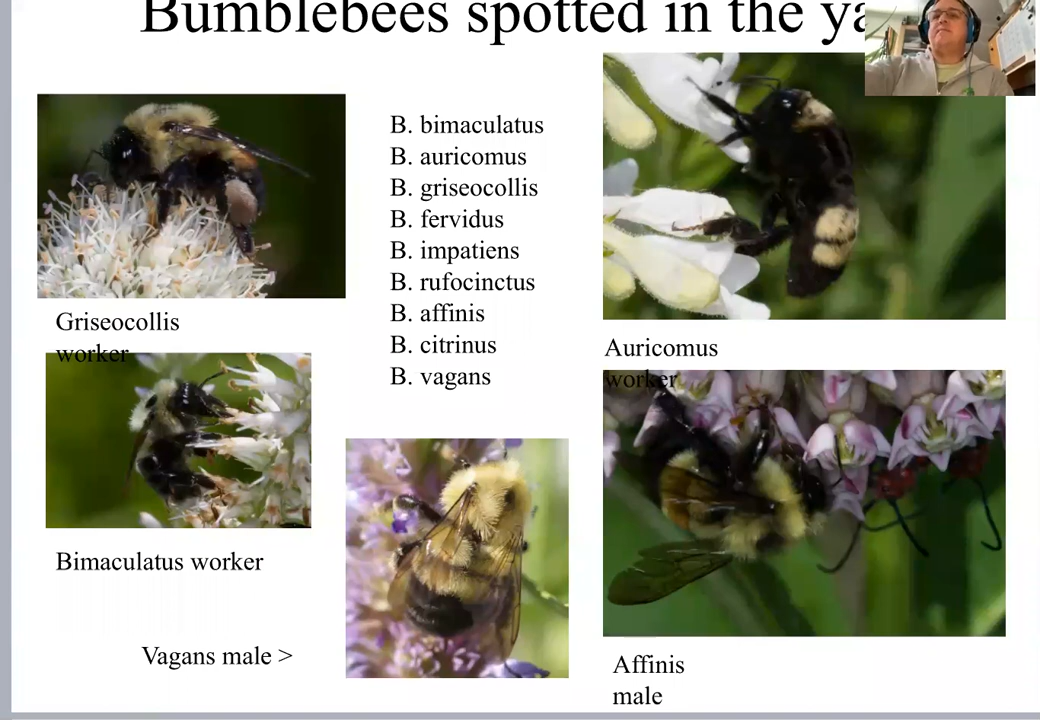 Bumblebees spotted in the
B. bimaculatus
B. auricomus
B. griseocollis
B. fervidus
B. impatiens
B. rufocinctus
B. affinis
B. citrinus
B. vagans
Griseocollis
worker
Bimaculatus worker
Vagans male >
Auricomus
worker
Affinis
male